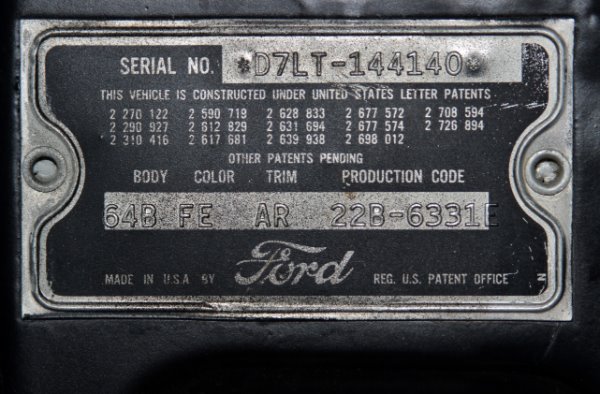 SERIAL NO. *D7LT-144140*
THIS VEHICLE IS CONSTRUCTED UNDER UNITED STATES LETTER PATENTS
2 270 122 2 590 719 2 628 833 2 677 572 2 708 594
2 290 927 2 612 829 2 631 694 2 677 574 2 726 894
2 310 416 2 617 681 2 639 938 2 698 012
OTHER PATENTS PENDING
BODY COLOR TRIM PRODUCTION CODE
64B FE AR 22B-6331E
MADE IN U.S.A BY Ford REG. U.S. PATENT OFFICE
N